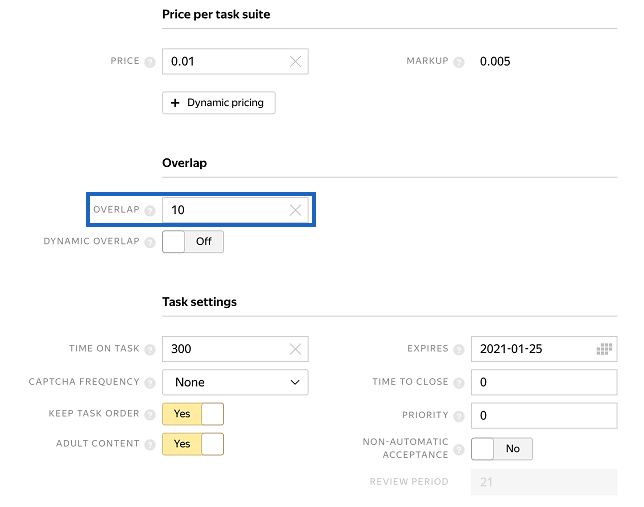 Price per task suite
PRICE ? 0.01 MARKUP ? 0.005
+ Dynamic pricing
Overlap
OVERLAP ? 10
DYNAMIC OVERLAP ? Off
Task settings
TIME ON TASK ? 300 EXPIRES ? 2021-01-25
CAPTCHA FREQUENCY ? None TIME TO CLOSE ? 0
KEEP TASK ORDER ? Yes PRIORITY ? 0
ADULT CONTENT ? Yes NON-AUTOMATIC
ACCEPTANCE ? No
REVIEW PERIOD 21